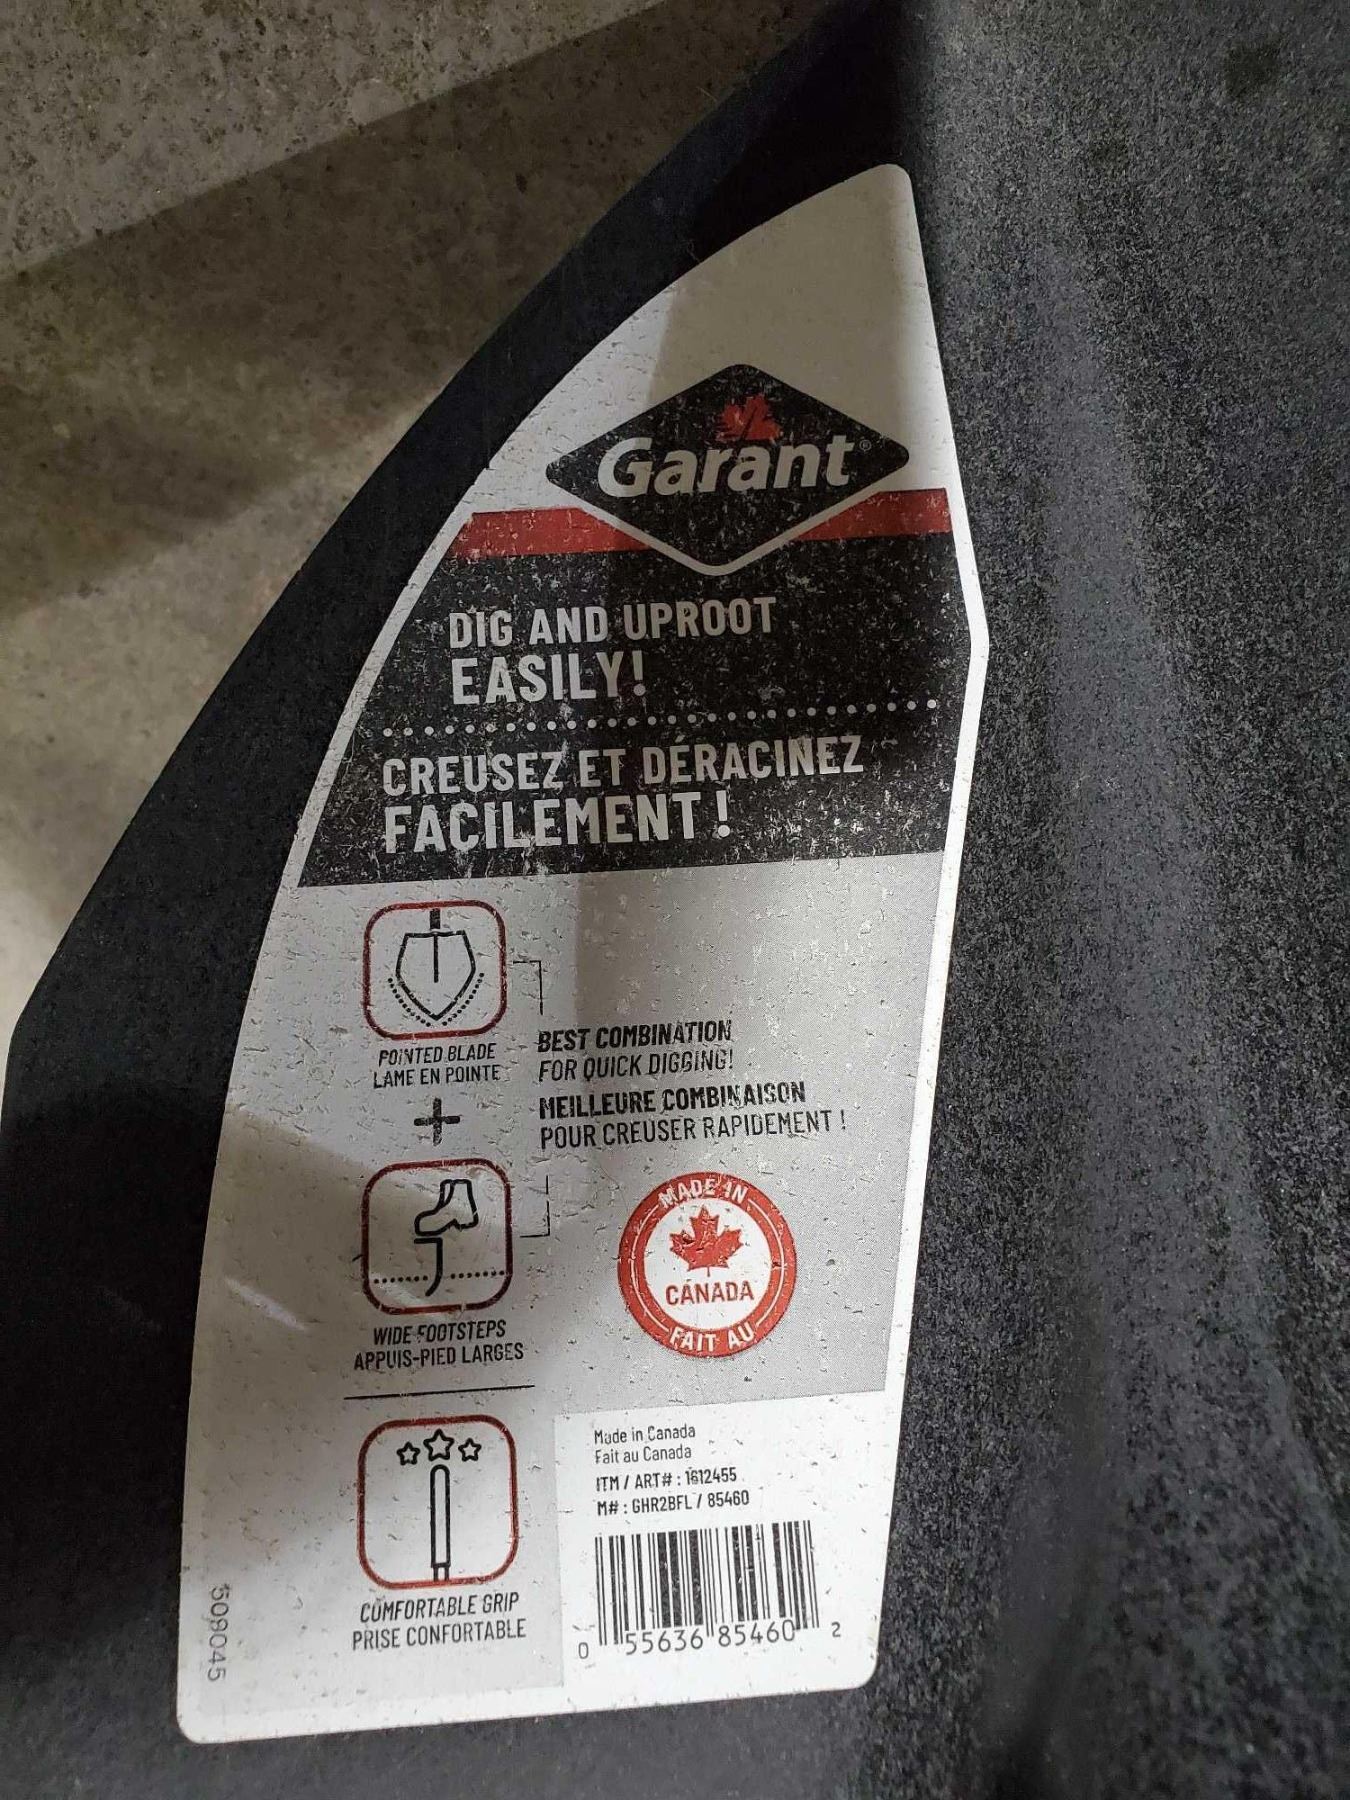 Garant®
DIG AND UPROOT
EASILY!
CREUSEZ ET DÉRACINEZ
FACILEMENT !
POINTED BLADE
LAME EN POINTE
+
BEST COMBINATION
FOR QUICK DIGGING!
MEILLEURE COMBINAISON
POUR CREUSER RAPIDEMENT !
WIDE FOOTSTEPS
APPUIS-PIED LARGES
MADE IN
CANADA
FAIT AU
COMFORTABLE GRIP
PRISE CONFORTABLE
Made in Canada
Fait au Canada
ITM / ART# : 1612455
M# : GHR2BFL / 85460
0 55636 85460 2
509045